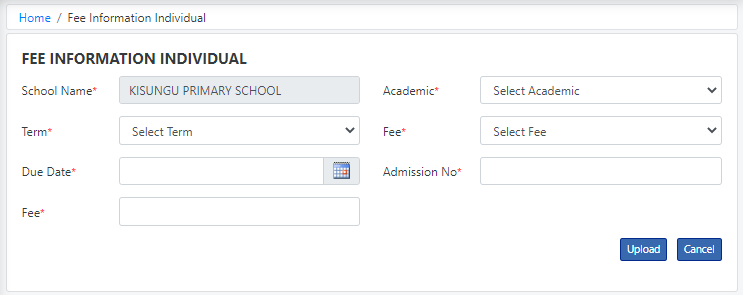 Home / Fee Information Individual
FEE INFORMATION INDIVIDUAL
School Name* KISUNGU PRIMARY SCHOOL Academic* Select Academic
Term* Select Term Fee* Select Fee
Due Date* Admission No*
Fee*
Upload Cancel